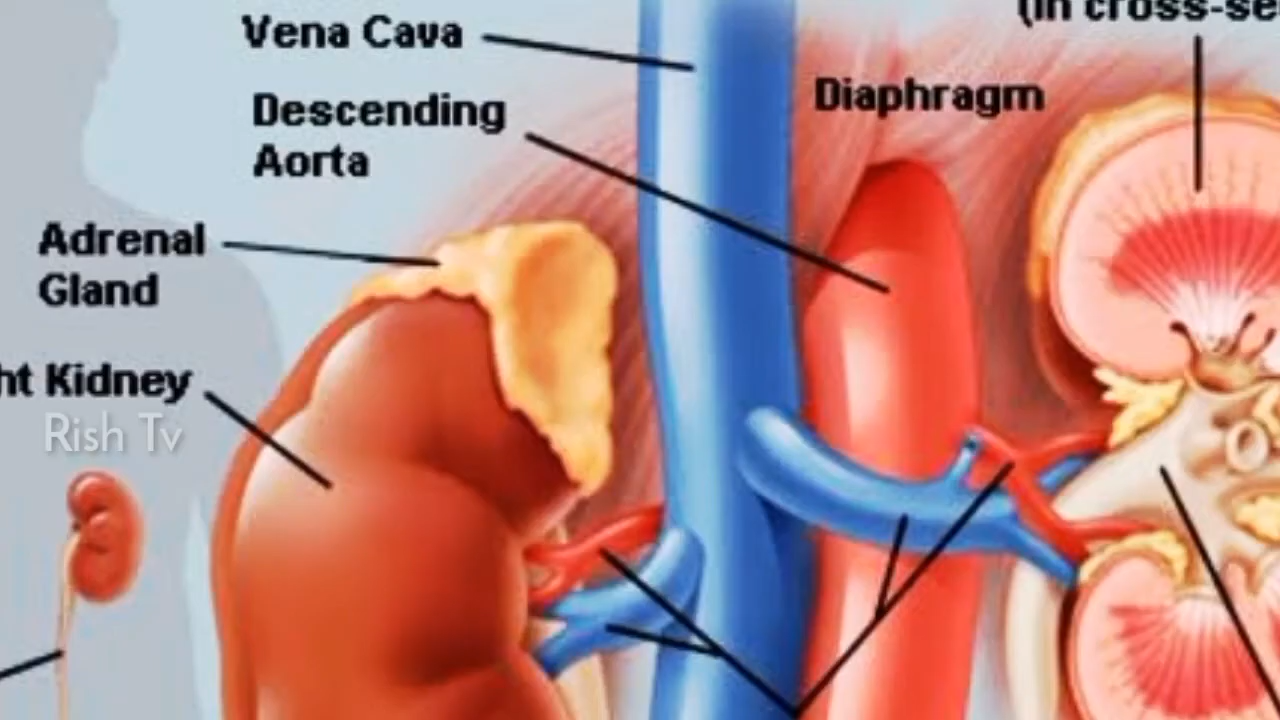 (in cross-se
Vena Cava
Descending
Aorta
Diaphragm
Adrenal
Gland
ht Kidney
Rish Tv